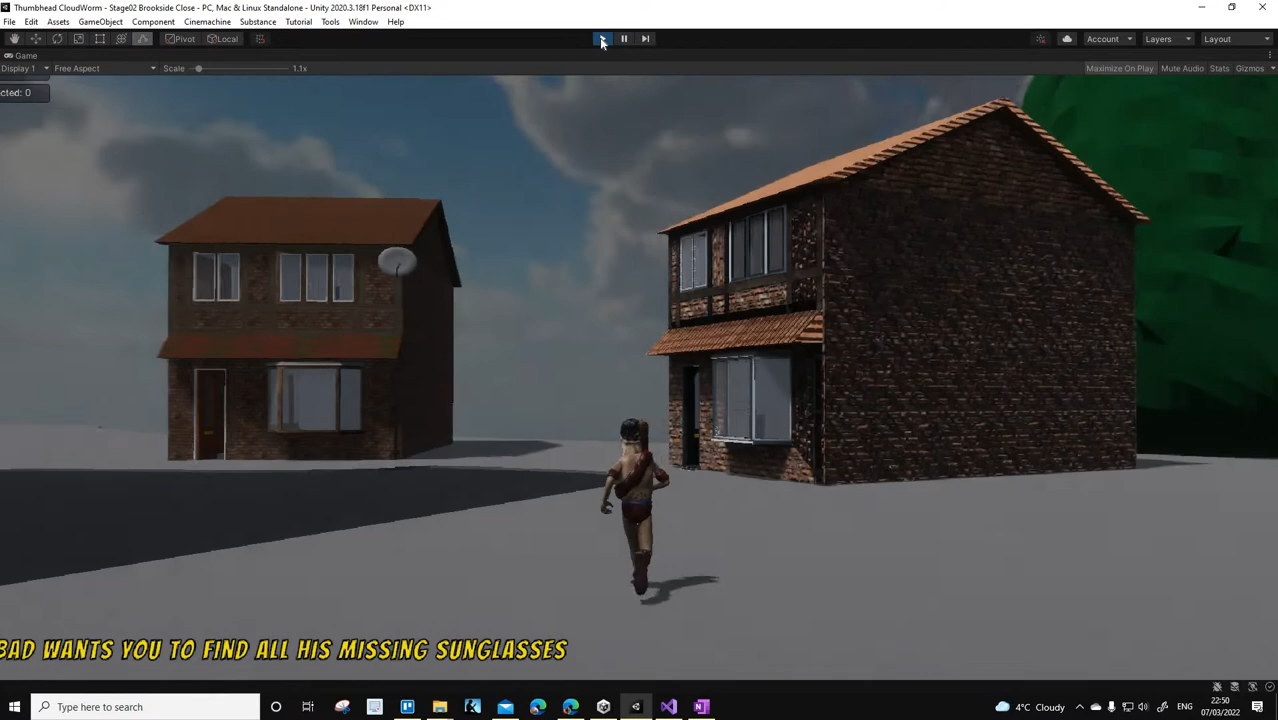 Thumbhead CloudWorm - Stage02 Brookside Close - PC, Mac & Linux Standalone - Unity 2020.3.18f1 Personal <DX11>
File Edit Assets GameObject Component Cinemachine Substance Tutorial Tools Window Help
Pivot Local Account Layers Layout
Game
Display 1 Free Aspect Scale 1.1x Maximize On Play Mute Audio Stats Gizmos
ected: 0
BAD WANTS YOU TO FIND ALL HIS MISSING SUNGLASSES
Type here to search 4°C Cloudy ENG 22:50
07/03/2022